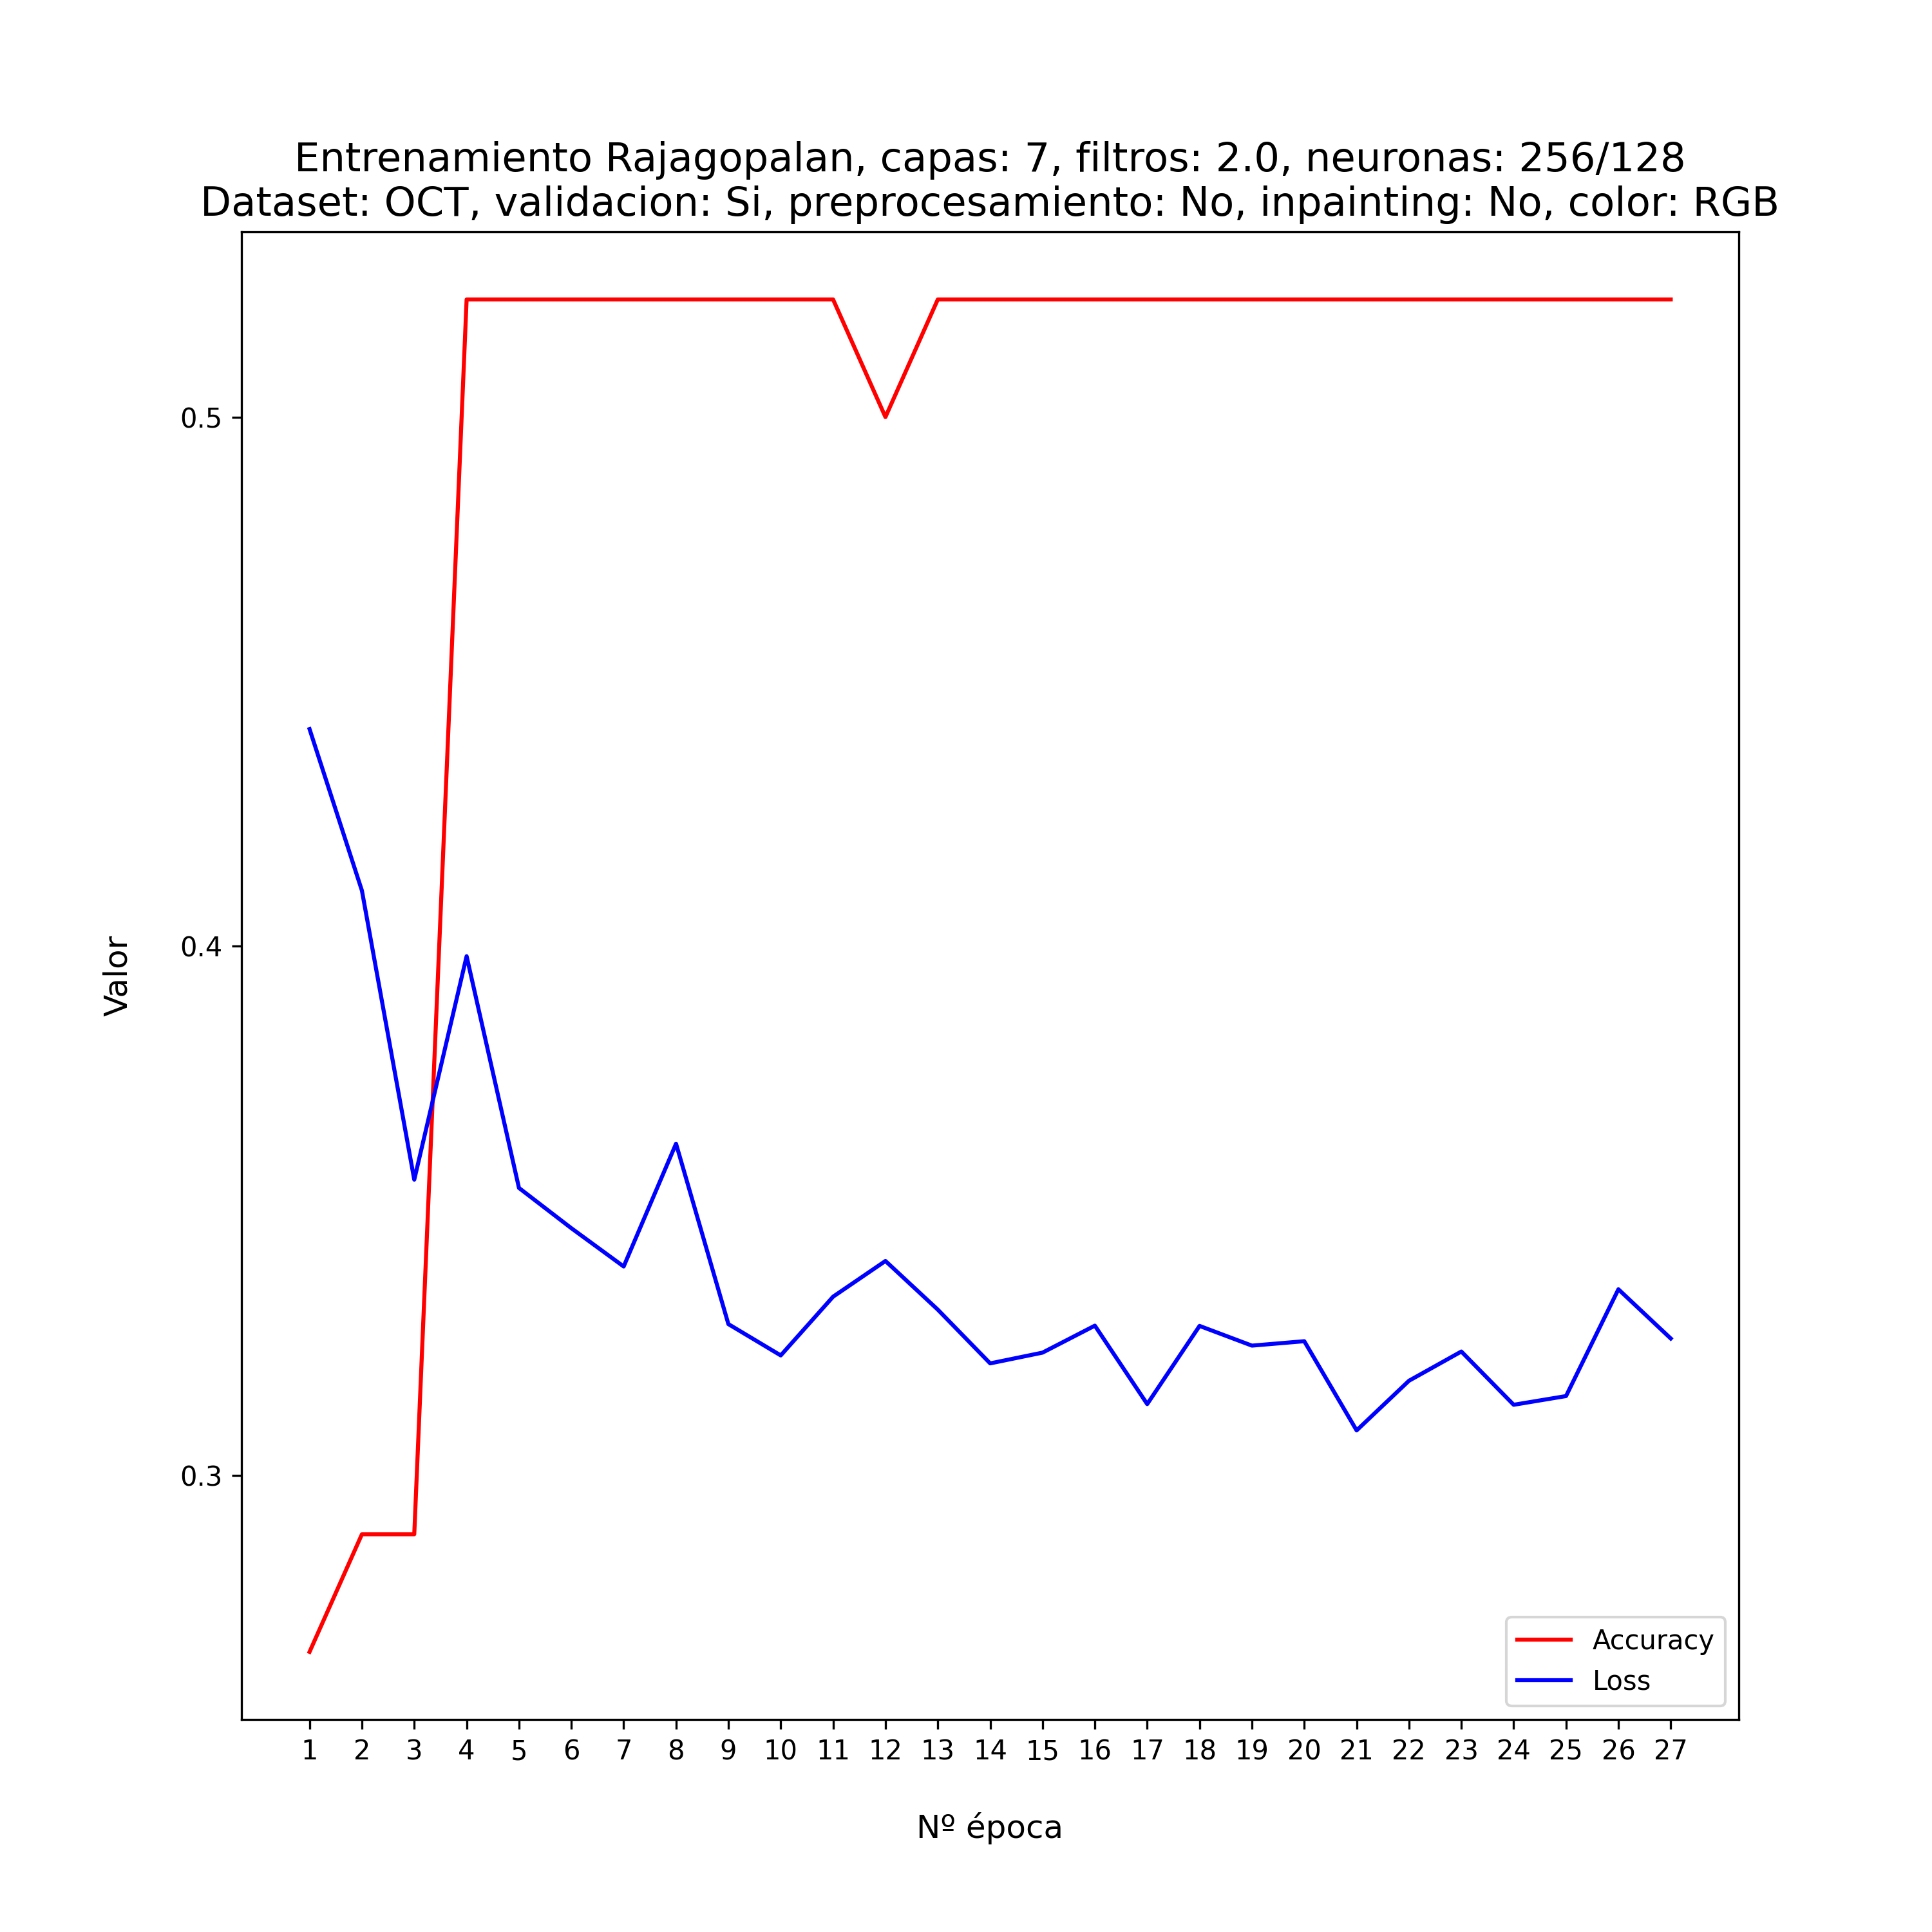 Entrenamiento Rajagopalan, capas: 7, filtros: 2.0, neuronas: 256/128
Dataset: OCT, validacion: Si, preprocesamiento: No, inpainting: No, color: RGB
0.5
0.4
0.3
Valor
Accuracy
Loss
1 2 3 4 5 6 7 8 9 10 11 12 13 14 15 16 17 18 19 20 21 22 23 24 25 26 27
Nº época